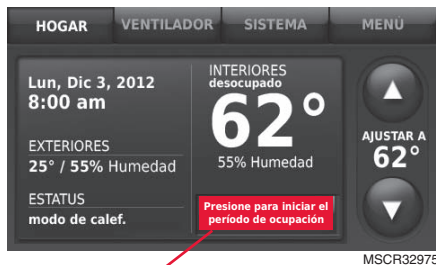 HOGAR
VENTILADOR
SISTEMA
MENÚ
Lun, Dic 3, 2012
8:00 am
EXTERIORES
25° / 55% Humedad
ESTATUS
modo de calef.
INTERIORES
desocupado
62°
55% Humedad
Presione para iniciar el
período de ocupación
AJUSTAR A
62°
MSCR32975